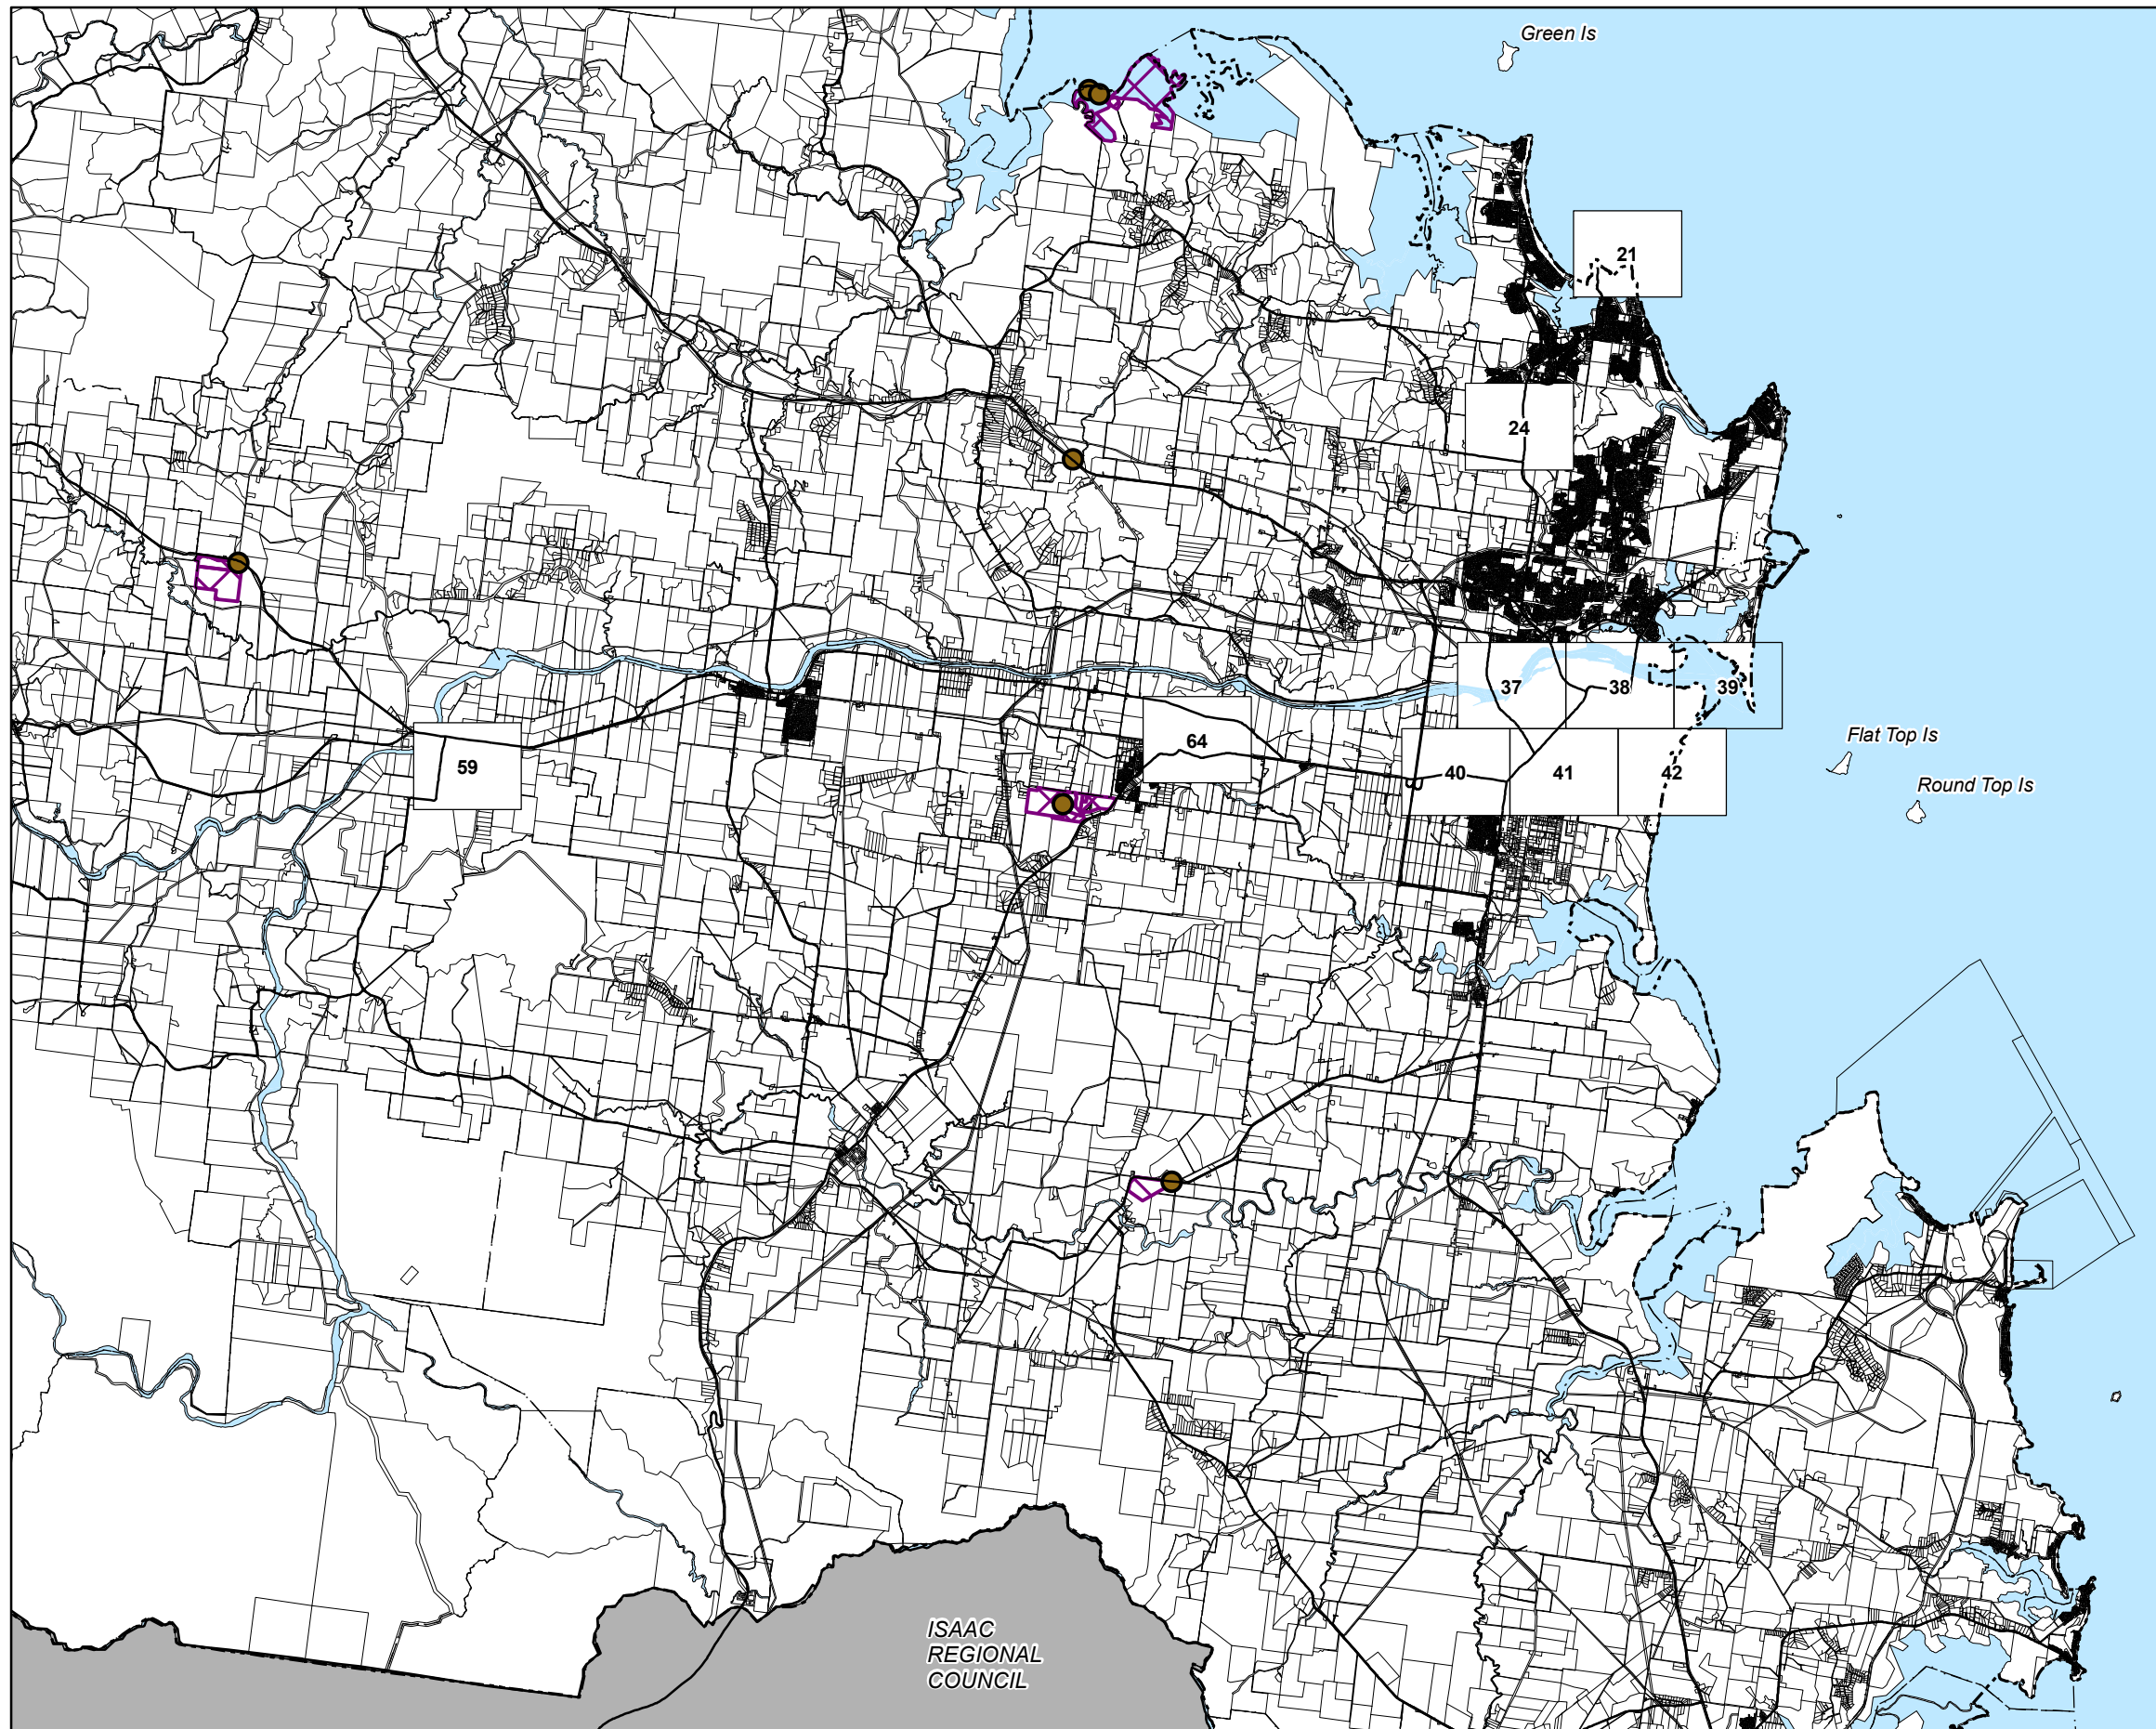 Green Is
21
24
37
38
39
Flat Top Is
64
59
40
41
42
Round Top Is
ISAAC
REGIONAL
COUNCIL